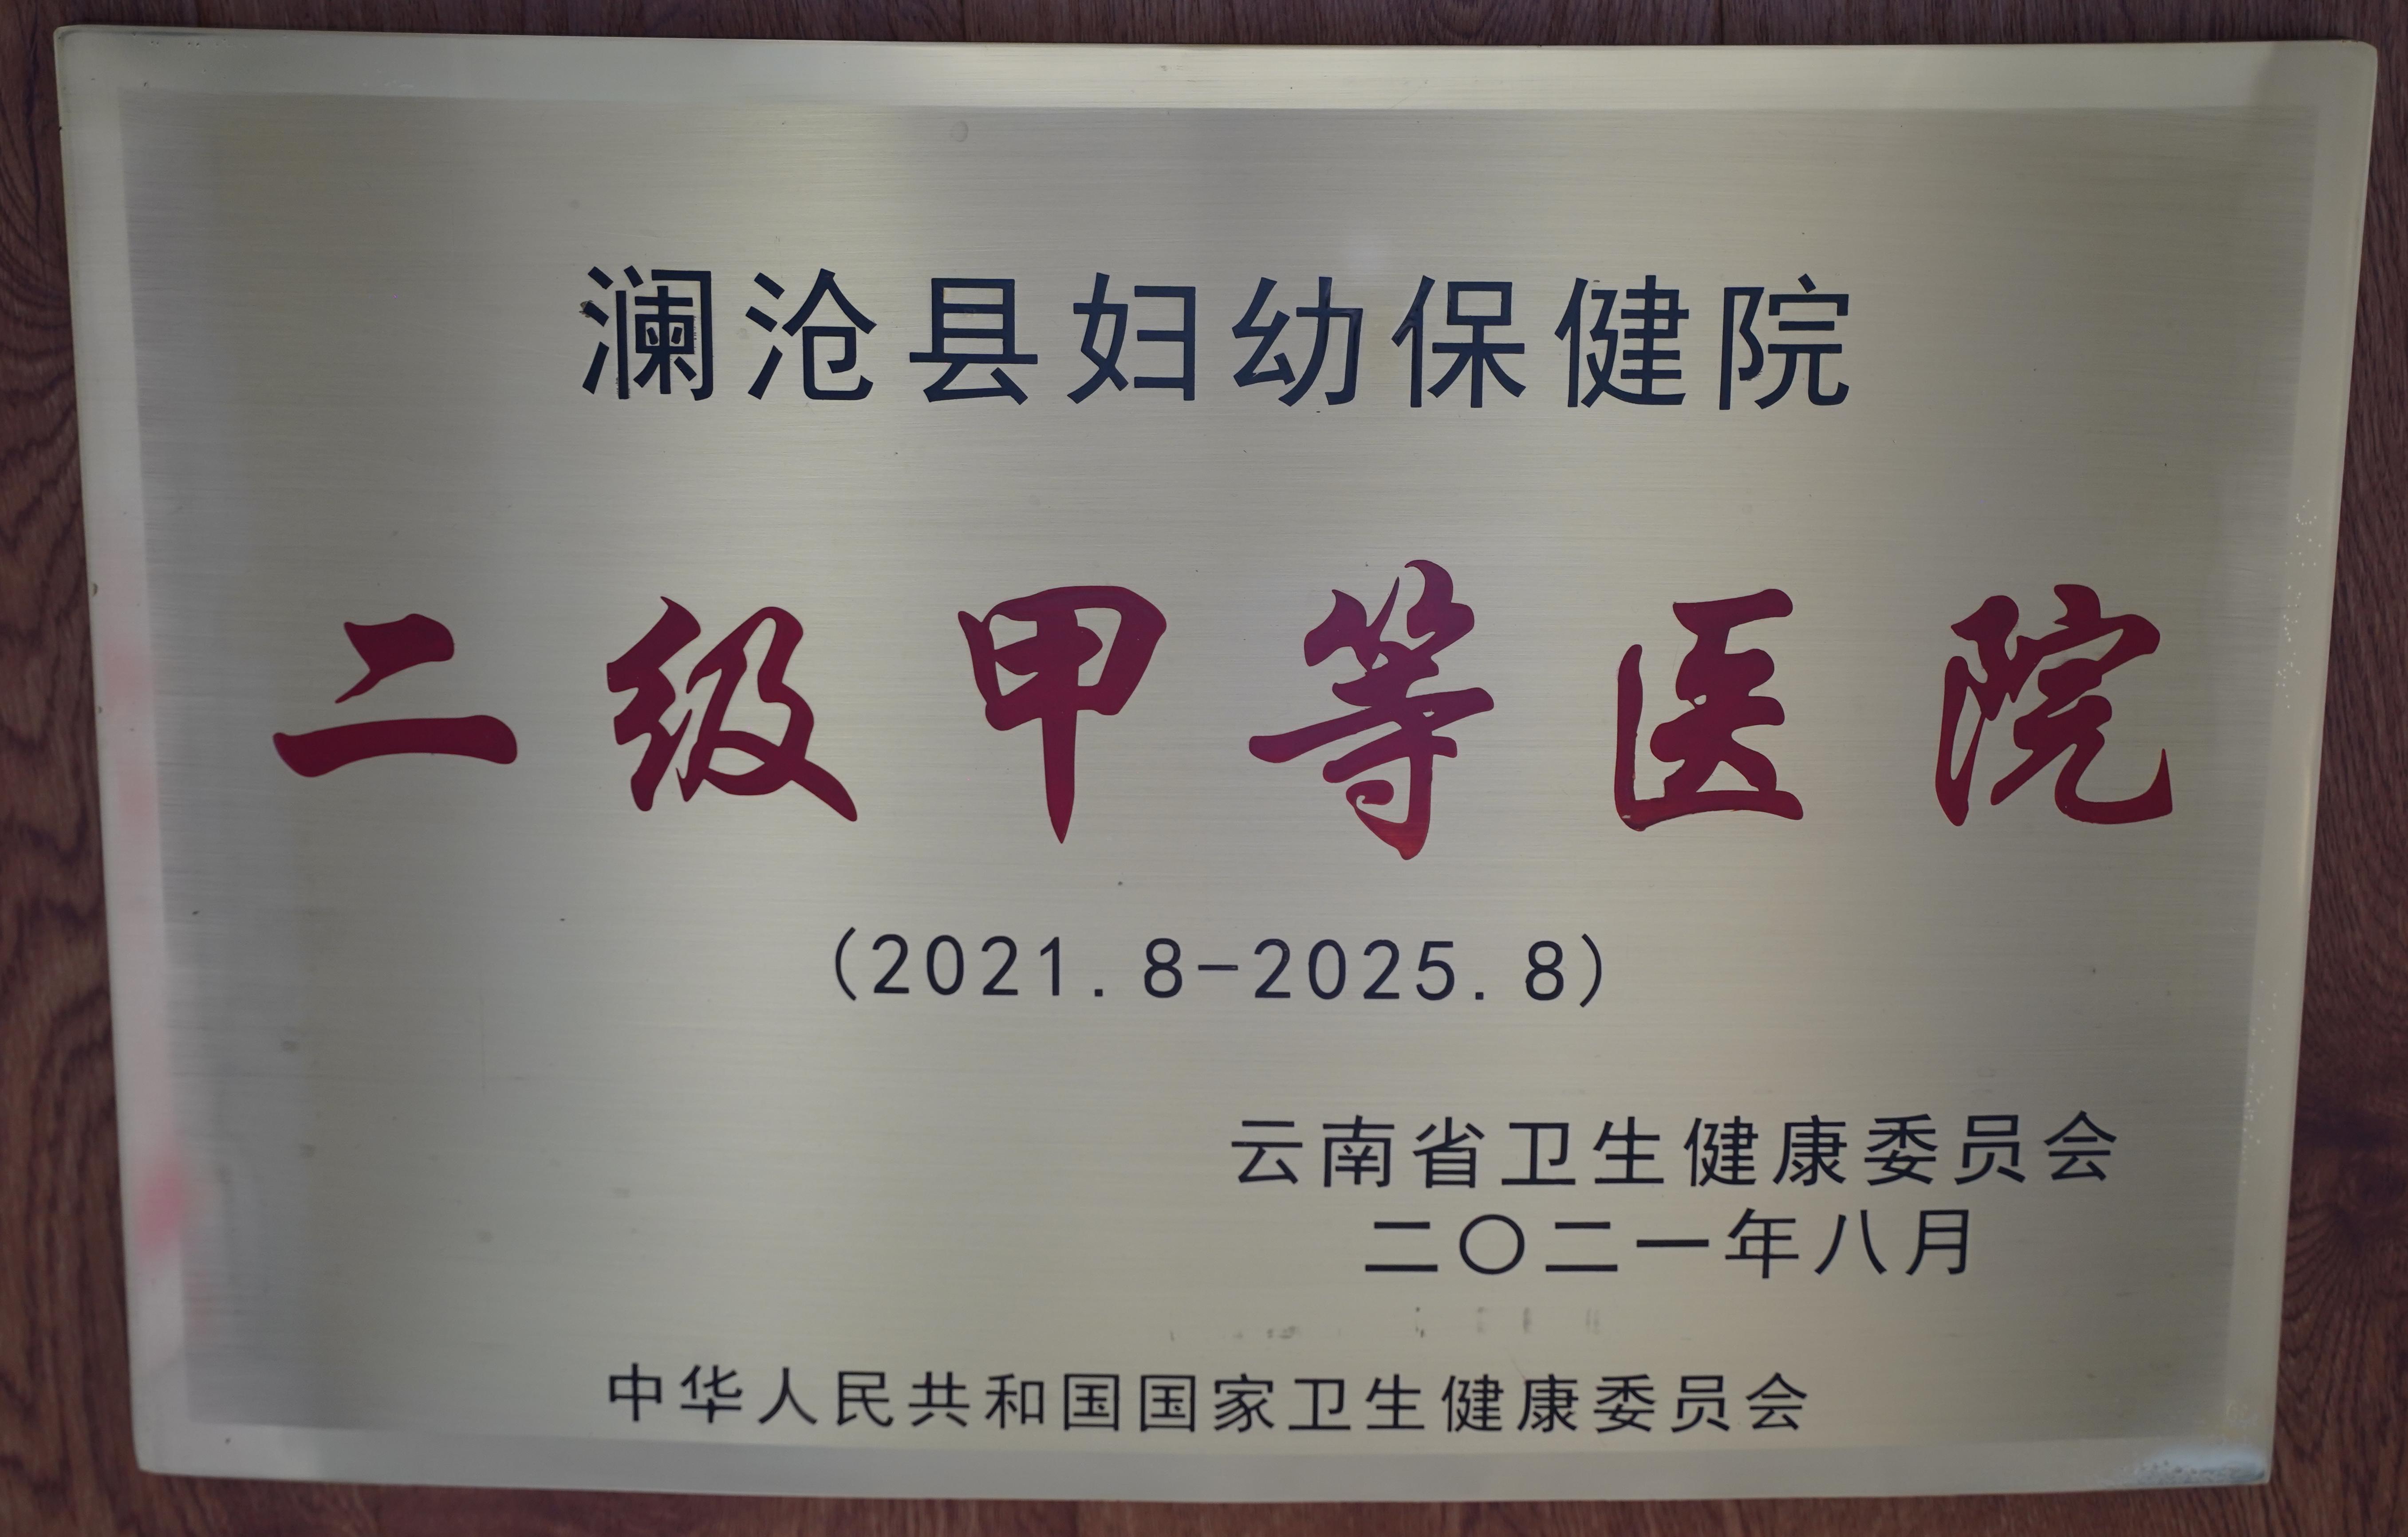 澜沧县妇幼保健院
二级甲等医院
(2021.8-2025.8)
云南省卫生健康委员会
二〇二一年八月
中华人民共和国国家卫生健康委员会